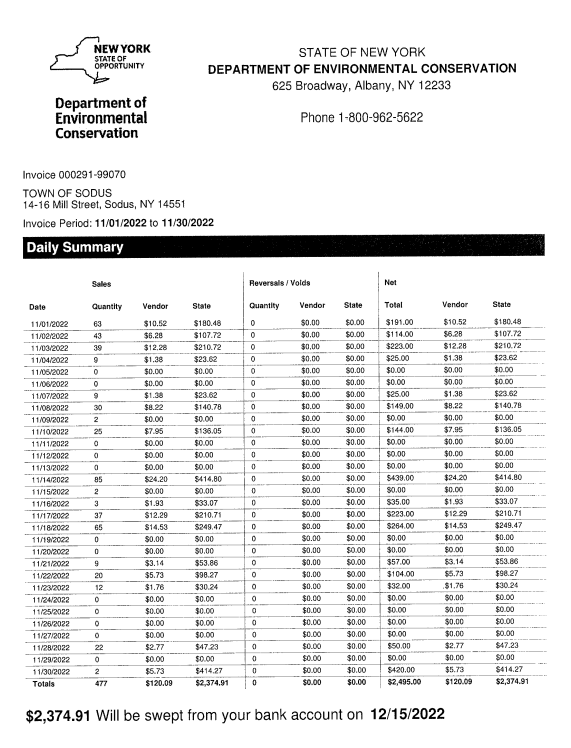 NEW YORK
STATE OF
OPPORTUNITY
Department of
Environmental
Conservation
STATE OF NEW YORK
DEPARTMENT OF ENVIRONMENTAL CONSERVATION
625 Broadway, Albany, NY 12233
Phone 1-800-962-5622
Invoice 000291-99070
TOWN OF SODUS
14-16 Mill Street, Sodus, NY 14551
Invoice Period: 11/01/2022 to 11/30/2022
Daily Summary
Sales Reversals / Voids Net
Date Quantity Vendor State Quantity Vendor State Total Vendor State
11/01/2022 63 $10.52 $180.48 0 $0.00 $0.00 $191.00 $10.52 $180.48
11/02/2022 43 $6.28 $107.72 0 $0.00 $0.00 $114.00 $6.28 $107.72
11/03/2022 39 $12.28 $210.72 0 $0.00 $0.00 $223.00 $12.28 $210.72
11/04/2022 9 $1.38 $23.62 0 $0.00 $0.00 $25.00 $1.38 $23.62
11/05/2022 0 $0.00 $0.00 0 $0.00 $0.00 $0.00 $0.00 $0.00
11/06/2022 0 $0.00 $0.00 0 $0.00 $0.00 $0.00 $0.00 $0.00
11/07/2022 9 $1.38 $23.62 0 $0.00 $0.00 $25.00 $1.38 $23.62
11/08/2022 30 $8.22 $140.78 0 $0.00 $0.00 $149.00 $8.22 $140.78
11/09/2022 2 $0.00 $0.00 0 $0.00 $0.00 $0.00 $0.00 $0.00
11/10/2022 25 $7.95 $136.05 0 $0.00 $0.00 $144.00 $7.95 $136.05
11/11/2022 0 $0.00 $0.00 0 $0.00 $0.00 $0.00 $0.00 $0.00
11/12/2022 0 $0.00 $0.00 0 $0.00 $0.00 $0.00 $0.00 $0.00
11/13/2022 0 $0.00 $0.00 0 $0.00 $0.00 $0.00 $0.00 $0.00
11/14/2022 85 $24.20 $414.80 0 $0.00 $0.00 $439.00 $24.20 $414.80
11/15/2022 2 $0.00 $0.00 0 $0.00 $0.00 $0.00 $0.00 $0.00
11/16/2022 3 $1.93 $33.07 0 $0.00 $0.00 $35.00 $1.93 $33.07
11/17/2022 37 $12.29 $210.71 0 $0.00 $0.00 $223.00 $12.29 $210.71
11/18/2022 65 $14.53 $249.47 0 $0.00 $0.00 $264.00 $14.53 $249.47
11/19/2022 0 $0.00 $0.00 0 $0.00 $0.00 $0.00 $0.00 $0.00
11/20/2022 0 $0.00 $0.00 0 $0.00 $0.00 $0.00 $0.00 $0.00
11/21/2022 9 $3.14 $53.86 0 $0.00 $0.00 $57.00 $3.14 $53.86
11/22/2022 20 $5.73 $98.27 0 $0.00 $0.00 $104.00 $5.73 $98.27
11/23/2022 12 $1.76 $30.24 0 $0.00 $0.00 $32.00 $1.76 $30.24
11/24/2022 0 $0.00 $0.00 0 $0.00 $0.00 $0.00 $0.00 $0.00
11/25/2022 0 $0.00 $0.00 0 $0.00 $0.00 $0.00 $0.00 $0.00
11/26/2022 0 $0.00 $0.00 0 $0.00 $0.00 $0.00 $0.00 $0.00
11/27/2022 0 $0.00 $0.00 0 $0.00 $0.00 $0.00 $0.00 $0.00
11/28/2022 22 $2.77 $47.23 0 $0.00 $0.00 $50.00 $2.77 $47.23
11/29/2022 0 $0.00 $0.00 0 $0.00 $0.00 $0.00 $0.00 $0.00
11/30/2022 2 $5.73 $414.27 0 $0.00 $0.00 $420.00 $5.73 $414.27
Totals 477 $120.09 $2,374.91 0 $0.00 $0.00 $2,495.00 $120.09 $2,374.91
$2,374.91 Will be swept from your bank account on 12/15/2022